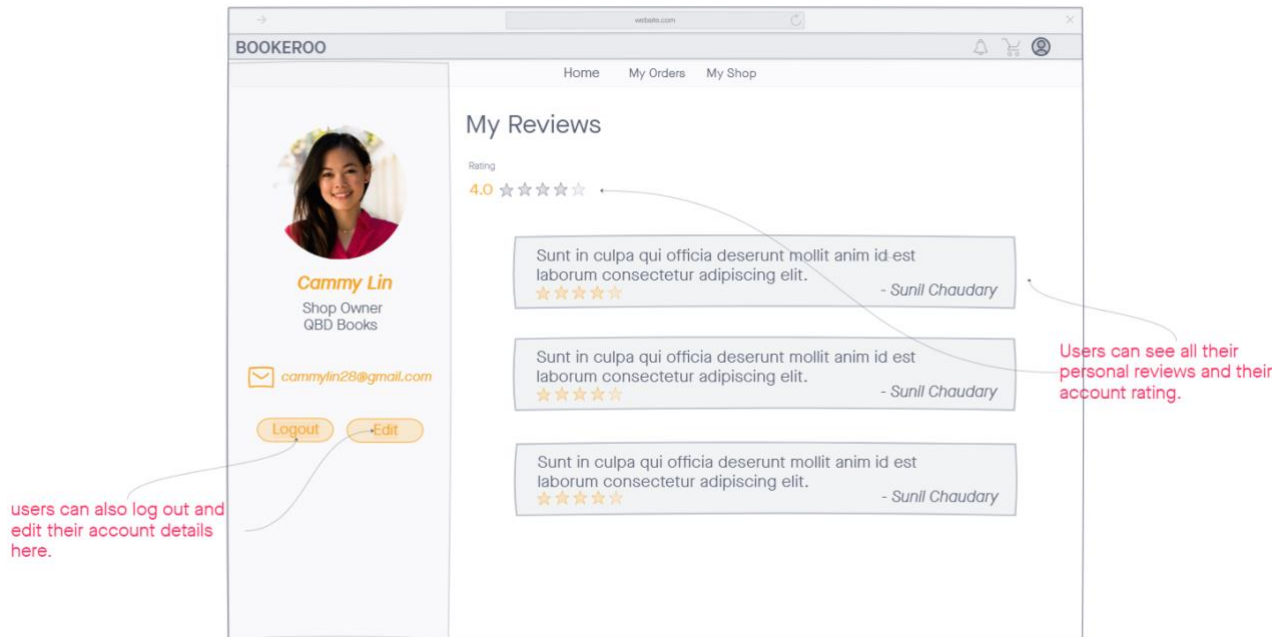 website.com
BOOKEROO
Home My Orders My Shop
My Reviews
Rating
4.0
Sunt in culpa qui officia deserunt mollit anim id est
laborum consectetur adipiscing elit.
- Sunil Chaudary
Sunt in culpa qui officia deserunt mollit anim id est
laborum consectetur adipiscing elit.
- Sunil Chaudary
Sunt in culpa qui officia deserunt mollit anim id est
laborum consectetur adipiscing elit.
- Sunil Chaudary
Cammy Lin
Shop Owner
QBD Books
cammylin28@gmail.com
Logout Edit
Users can see all their
personal reviews and their
account rating.
users can also log out and
edit their account details
here.